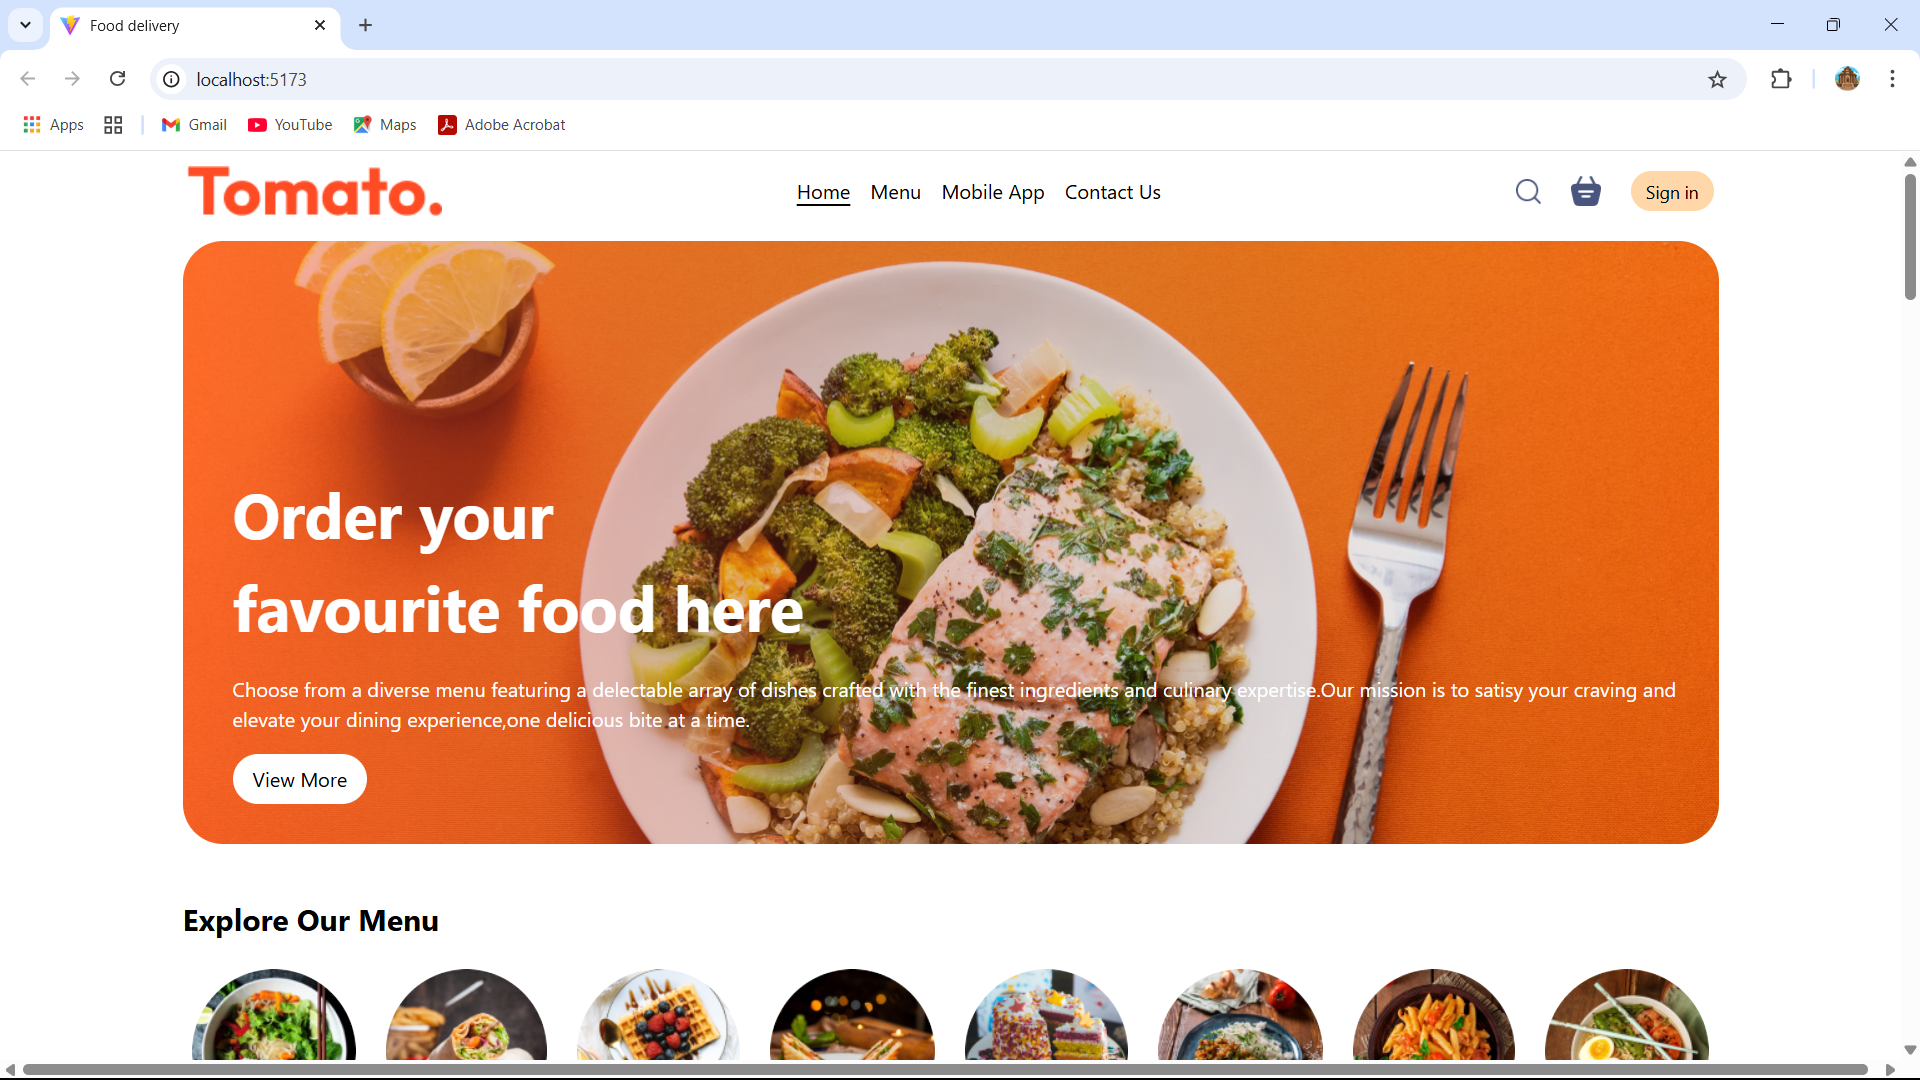 Food delivery
localhost:5173
Apps Gmail YouTube Maps Adobe Acrobat
Tomato. Home Menu Mobile App Contact Us Sign in
Order your
favourite food here
Choose from a diverse menu featuring a delectable array of dishes crafted with the finest ingredients and culinary expertise.Our mission is to satisy your craving and
elevate your dining experience,one delicious bite at a time.
View More
Explore Our Menu